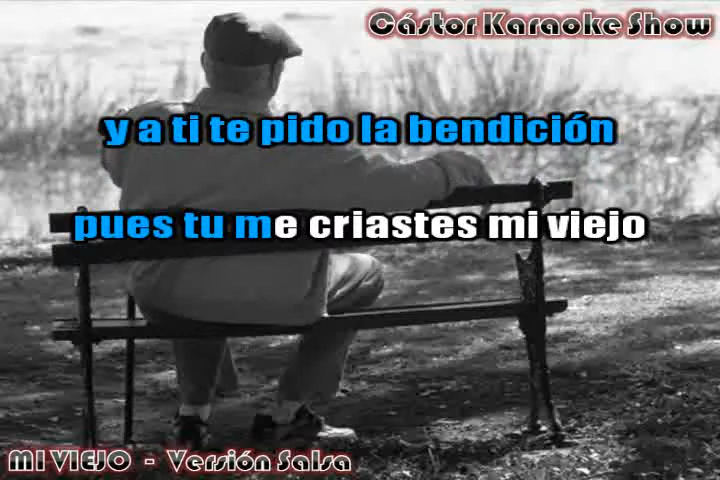 Cástor Karaoke Show
y a ti te pido la bendición
pues tu me criastes mi viejo
MI VIEJO - Versión Salsa